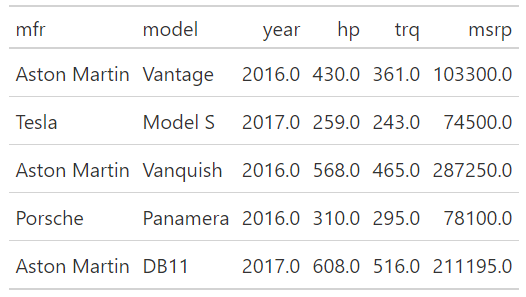 mfr model year hp trq msrp
Aston Martin Vantage 2016.0 430.0 361.0 103300.0
Tesla Model S 2017.0 259.0 243.0 74500.0
Aston Martin Vanquish 2016.0 568.0 465.0 287250.0
Porsche Panamera 2016.0 310.0 295.0 78100.0
Aston Martin DB11 2017.0 608.0 516.0 211195.0